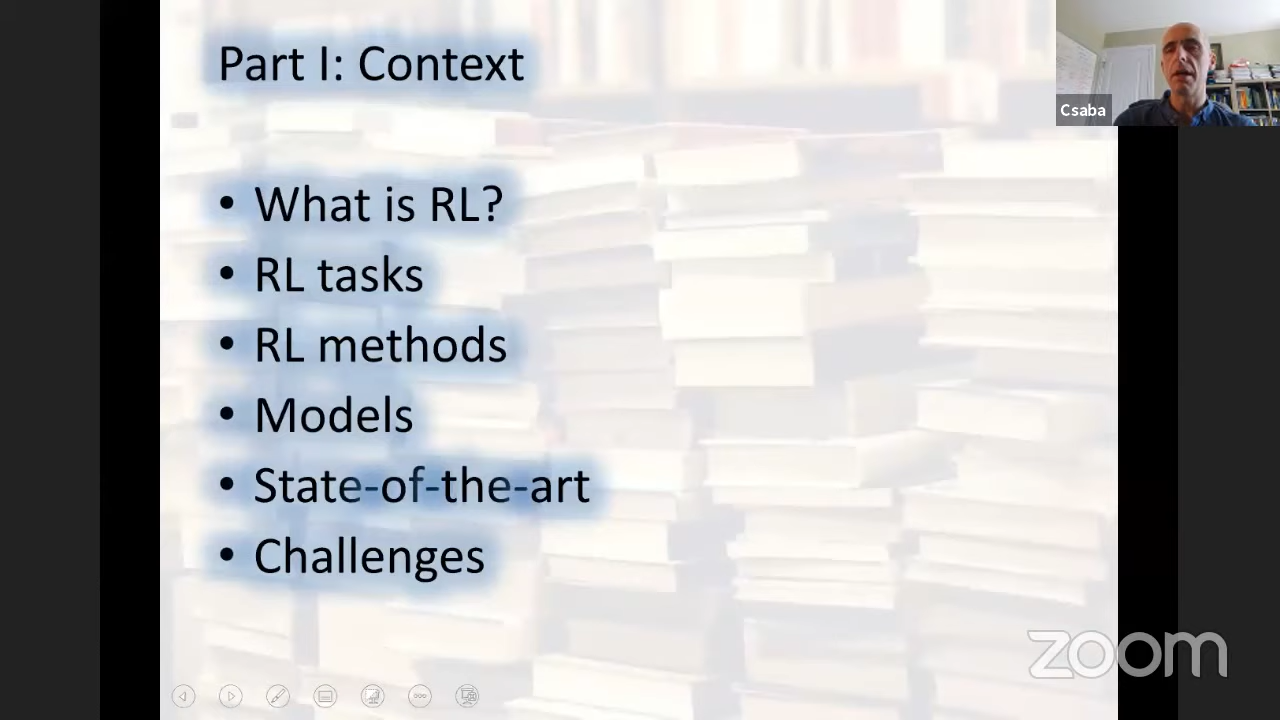 Part I: Context
Csaba
• What is RL?
• RL tasks
• RL methods
• Models
• State-of-the-art
• Challenges
zoom